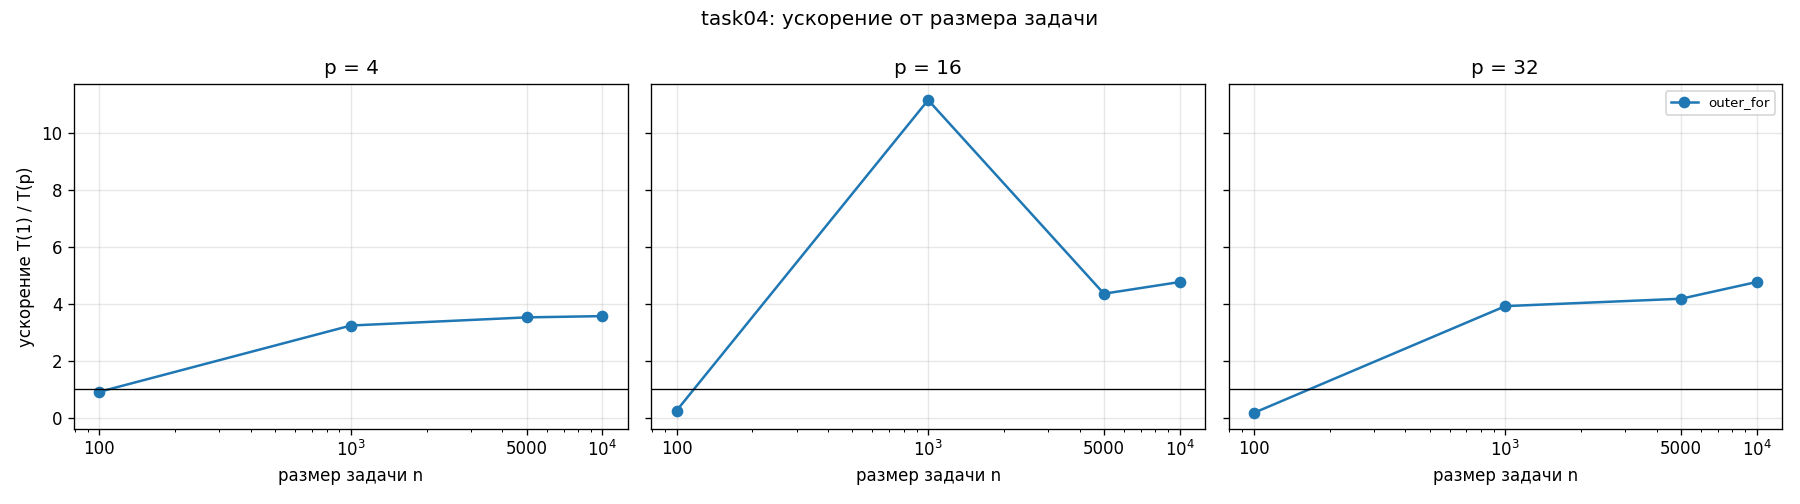 task04: ускорение от размера задачи
p = 4
p = 16
p = 32
ускорение T(1) / T(p)
10
8
6
4
2
0
outer_for
100
10³
5000
10⁴
100
10³
5000
10⁴
100
10³
5000
10⁴
размер задачи n
размер задачи n
размер задачи n